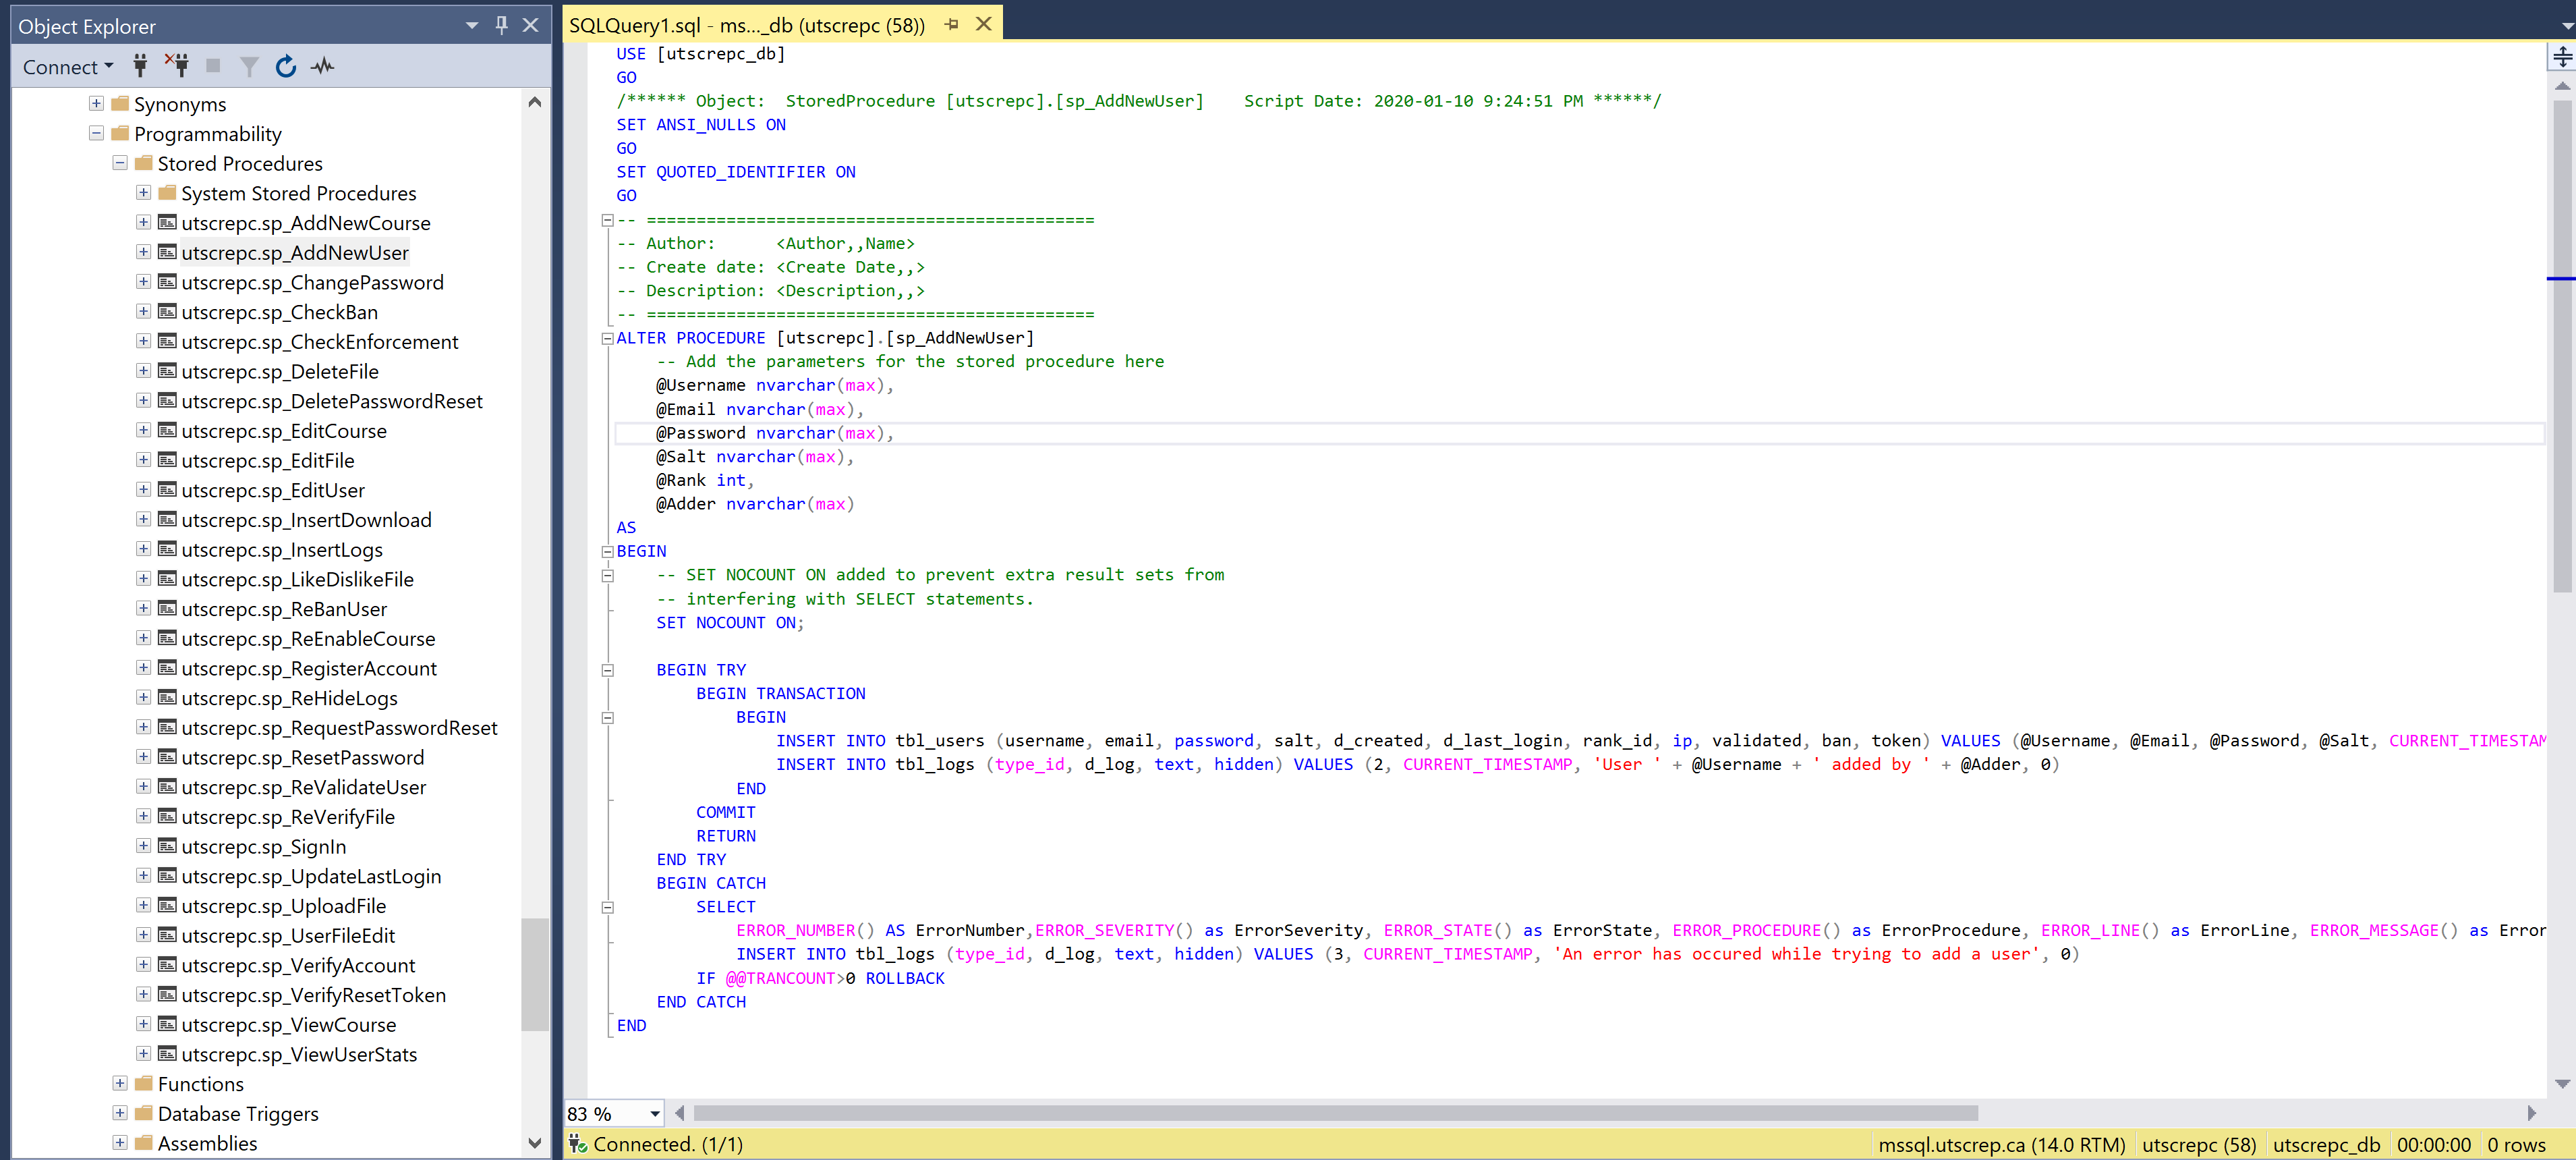 Object Explorer
Connect
Synonyms
Programmability
Stored Procedures
System Stored Procedures
utscrepc.sp_AddNewCourse
utscrepc.sp_AddNewUser
utscrepc.sp_ChangePassword
utscrepc.sp_CheckBan
utscrepc.sp_CheckEnforcement
utscrepc.sp_DeleteFile
utscrepc.sp_DeletePasswordReset
utscrepc.sp_EditCourse
utscrepc.sp_EditFile
utscrepc.sp_EditUser
utscrepc.sp_InsertDownload
utscrepc.sp_InsertLogs
utscrepc.sp_LikeDislikeFile
utscrepc.sp_ReBanUser
utscrepc.sp_ReEnableCourse
utscrepc.sp_RegisterAccount
utscrepc.sp_ReHideLogs
utscrepc.sp_RequestPasswordReset
utscrepc.sp_ResetPassword
utscrepc.sp_ReValidateUser
utscrepc.sp_ReVerifyFile
utscrepc.sp_SignIn
utscrepc.sp_UpdateLastLogin
utscrepc.sp_UploadFile
utscrepc.sp_UserFileEdit
utscrepc.sp_VerifyAccount
utscrepc.sp_VerifyResetToken
utscrepc.sp_ViewCourse
utscrepc.sp_ViewUserStats
Functions
Database Triggers
Assemblies
SQLQuery1.sql - ms..._db (utscrepc (58))
USE [utscrepc_db]
GO
/****** Object:  StoredProcedure [utscrepc].[sp_AddNewUser]    Script Date: 2020-01-10 9:24:51 PM ******/
SET ANSI_NULLS ON
GO
SET QUOTED_IDENTIFIER ON
GO
-- =============================================
-- Author:      <Author,,Name>
-- Create date: <Create Date,,>
-- Description: <Description,,>
-- =============================================
ALTER PROCEDURE [utscrepc].[sp_AddNewUser]
-- Add the parameters for the stored procedure here
@Username nvarchar(max),
@Email nvarchar(max),
@Password nvarchar(max),
@Salt nvarchar(max),
@Rank int,
@Adder nvarchar(max)
AS
BEGIN
-- SET NOCOUNT ON added to prevent extra result sets from
-- interfering with SELECT statements.
SET NOCOUNT ON;
BEGIN TRY
BEGIN TRANSACTION
BEGIN
INSERT INTO tbl_users (username, email, password, salt, d_created, d_last_login, rank_id, ip, validated, ban, token) VALUES (@Username, @Email, @Password, @Salt, CURRENT_TIMESTAM
INSERT INTO tbl_logs (type_id, d_log, text, hidden) VALUES (2, CURRENT_TIMESTAMP, 'User ' + @Username + ' added by ' + @Adder, 0)
END
COMMIT
RETURN
END TRY
BEGIN CATCH
SELECT
ERROR_NUMBER() AS ErrorNumber,ERROR_SEVERITY() as ErrorSeverity, ERROR_STATE() as ErrorState, ERROR_PROCEDURE() as ErrorProcedure, ERROR_LINE() as ErrorLine, ERROR_MESSAGE() as Error
INSERT INTO tbl_logs (type_id, d_log, text, hidden) VALUES (3, CURRENT_TIMESTAMP, 'An error has occured while trying to add a user', 0)
IF @@TRANCOUNT>0 ROLLBACK
END CATCH
END
83 %
Connected. (1/1)
mssql.utscrep.ca (14.0 RTM)
utscrepc (58)
utscrepc_db
00:00:00
0 rows